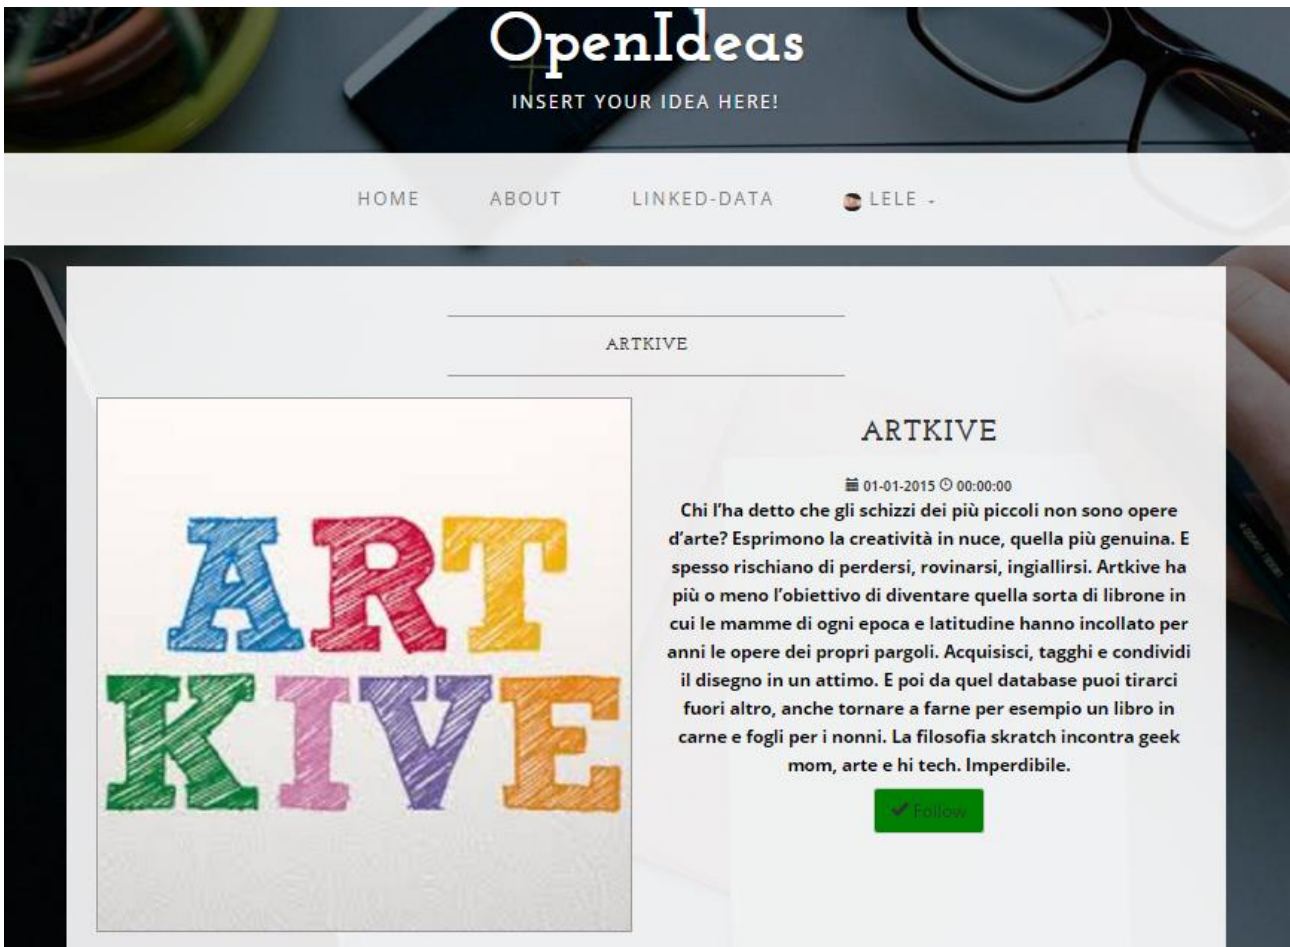 OpenIdeas
INSERT YOUR IDEA HERE!
HOME ABOUT LINKED-DATA LELE
ARTKIVE
ART
KIVE
ARTKIVE
01-01-2015 00:00:00
Chi l'ha detto che gli schizzi dei più piccoli non sono opere
d'arte? Esprimono la creatività in nuce, quella più genuina. E
spesso rischiano di perdersi, rovinarsi, ingiallirsi. Artkive ha
più o meno l'obiettivo di diventare quella sorta di librone in
cui le mamme di ogni epoca e latitudine hanno incollato per
anni le opere dei propri pargoli. Acquisisci, tagghi e condividi
il disegno in un attimo. E poi da quel database puoi tirarci
fuori altro, anche tornare a farne per esempio un libro in
carne e fogli per i nonni. La filosofia skratch incontra geek
mom, arte e hi tech. Imperdibile.
Follow